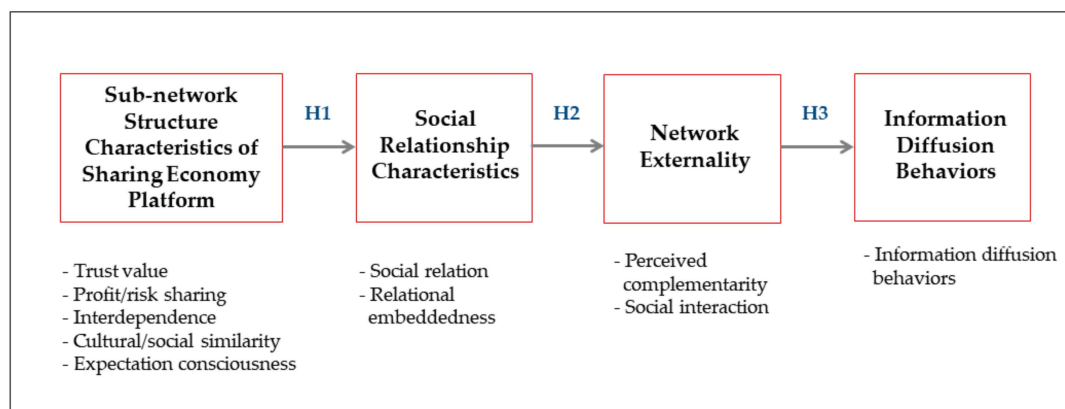 Sub-network
Structure
Characteristics of
Sharing Economy
Platform
H1
Social
Relationship
Characteristics
H2
Network
Externality
H3
Information
Diffusion
Behaviors
- Trust value
- Profit/risk sharing
- Interdependence
- Cultural/social similarity
- Expectation consciousness
- Social relation
- Relational
embeddedness
- Perceived
complementarity
- Social interaction
- Information diffusion
behaviors